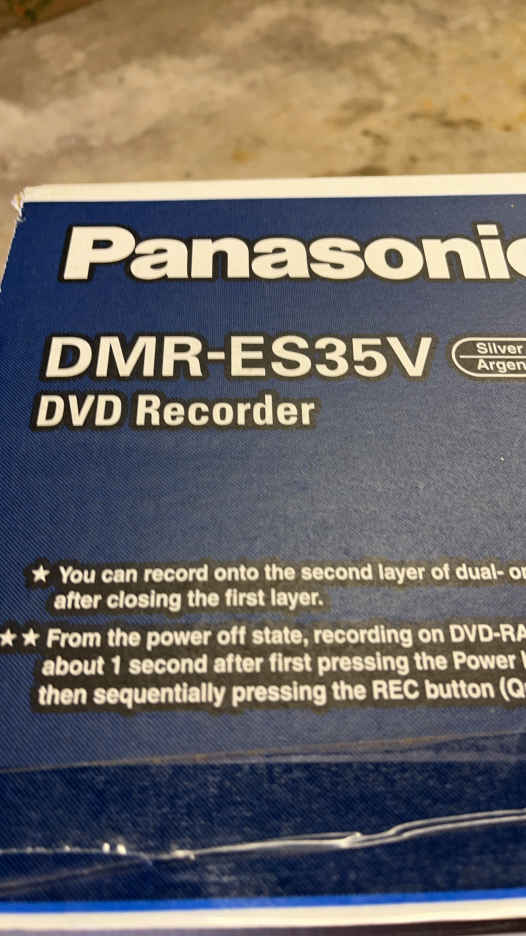 Panasonic
DMR-ES35V
Silver
Argen
DVD Recorder
★ You can record onto the second layer of dual- or
after closing the first layer.
★★ From the power off state, recording on DVD-RA
about 1 second after first pressing the Power
then sequentially pressing the REC button (Q